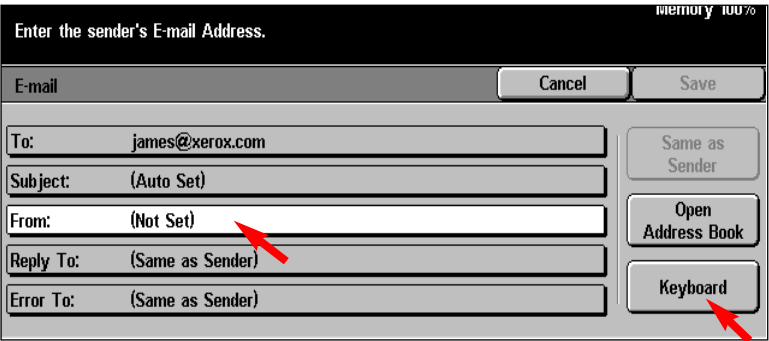 Memory 100%
Enter the sender's E-mail Address.
E-mail
Cancel
Save
To: james@xerox.com
Subject: (Auto Set)
From: (Not Set)
Reply To: (Same as Sender)
Error To: (Same as Sender)
Same as
Sender
Open
Address Book
Keyboard